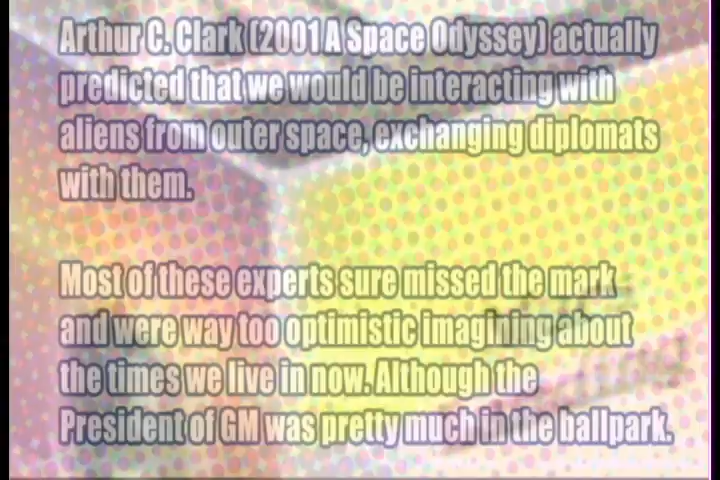 Arthur C. Clark (2001 A Space Odyssey) actually
predicted that we would be interacting with
aliens from outer space, exchanging diplomats
with them.
Most of these experts sure missed the mark
and were way too optimistic imagining about
the times we live in now. Although the
President of GM was pretty much in the ballpark.